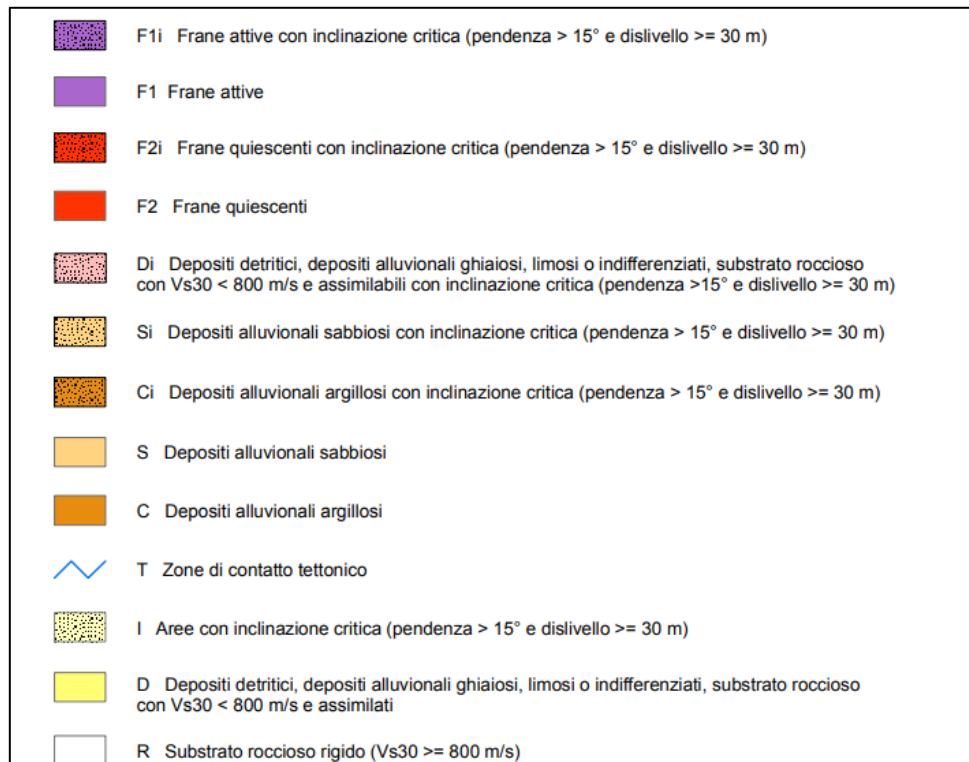 F1i Frane attive con inclinazione critica (pendenza > 15° e dislivello >= 30 m)
F1 Frane attive
F2i Frane quiescenti con inclinazione critica (pendenza > 15° e dislivello >= 30 m)
F2 Frane quiescenti
Di Depositi detritici, depositi alluvionali ghiaiosi, limosi o indifferenziati, substrato roccioso
con Vs30 < 800 m/s e assimilabili con inclinazione critica (pendenza >15° e dislivello >= 30 m)
Si Depositi alluvionali sabbiosi con inclinazione critica (pendenza > 15° e dislivello >= 30 m)
Ci Depositi alluvionali argillosi con inclinazione critica (pendenza > 15° e dislivello >= 30 m)
S Depositi alluvionali sabbiosi
C Depositi alluvionali argillosi
T Zone di contatto tettonico
I Aree con inclinazione critica (pendenza > 15° e dislivello >= 30 m)
D Depositi detritici, depositi alluvionali ghiaiosi, limosi o indifferenziati, substrato roccioso
con Vs30 < 800 m/s e assimilati
R Substrato roccioso rigido (Vs30 >= 800 m/s)